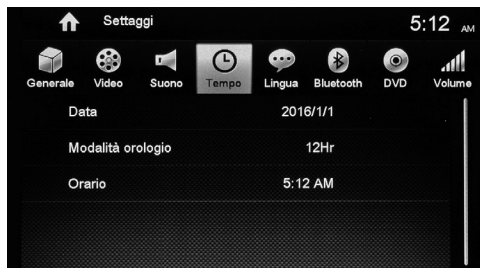 Settaggi 5:12 AM
Generale Video Suono Tempo Lingua Bluetooth DVD Volume
Data 2016/1/1
Modalità orologio 12Hr
Orario 5:12 AM